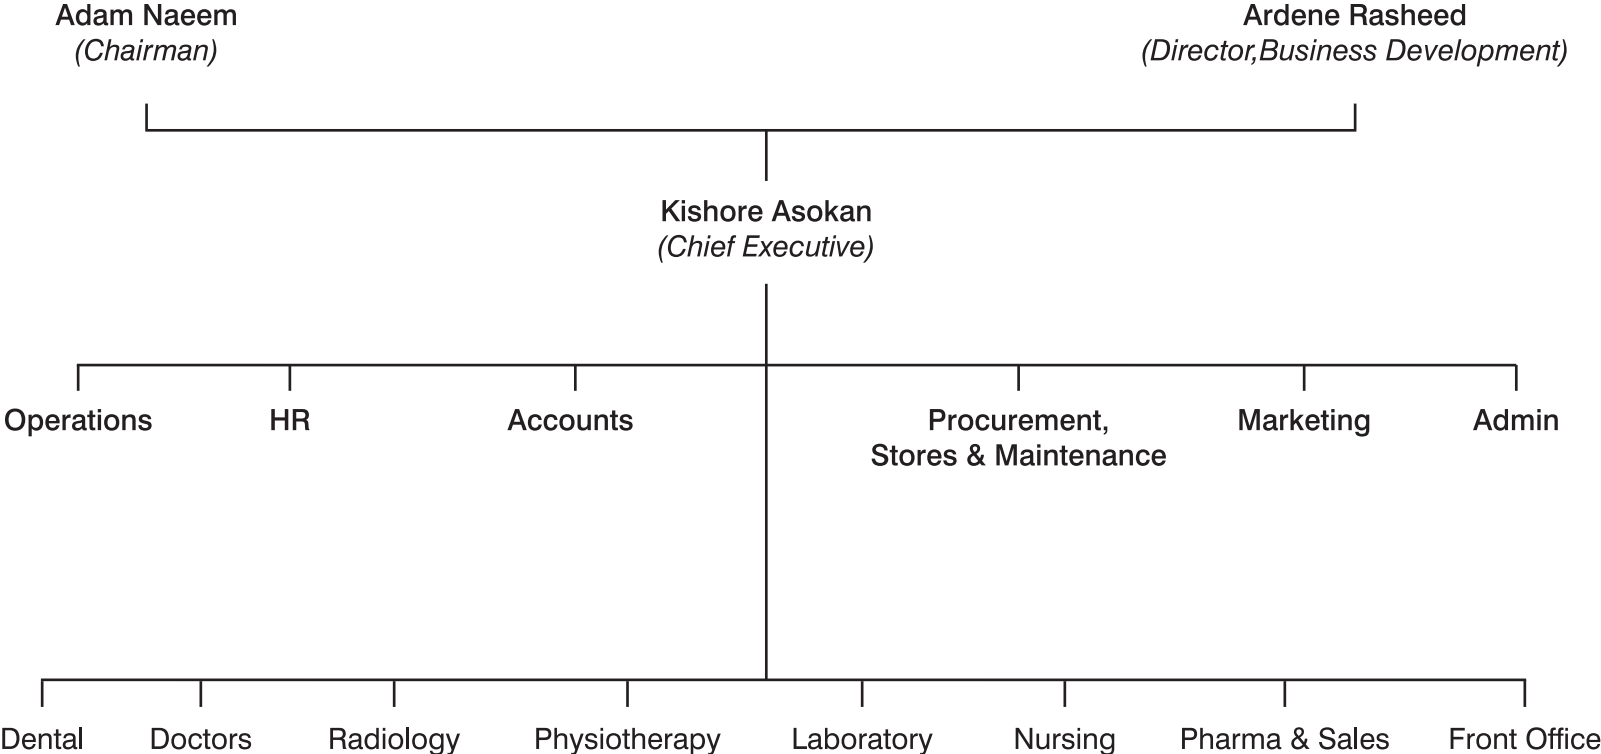 Adam Naeem
(Chairman)
Ardene Rasheed
(Director,Business Development)
Kishore Asokan
(Chief Executive)
Operations
HR
Accounts
Procurement,
Stores & Maintenance
Marketing
Admin
Dental
Doctors
Radiology
Physiotherapy
Laboratory
Nursing
Pharma & Sales
Front Office